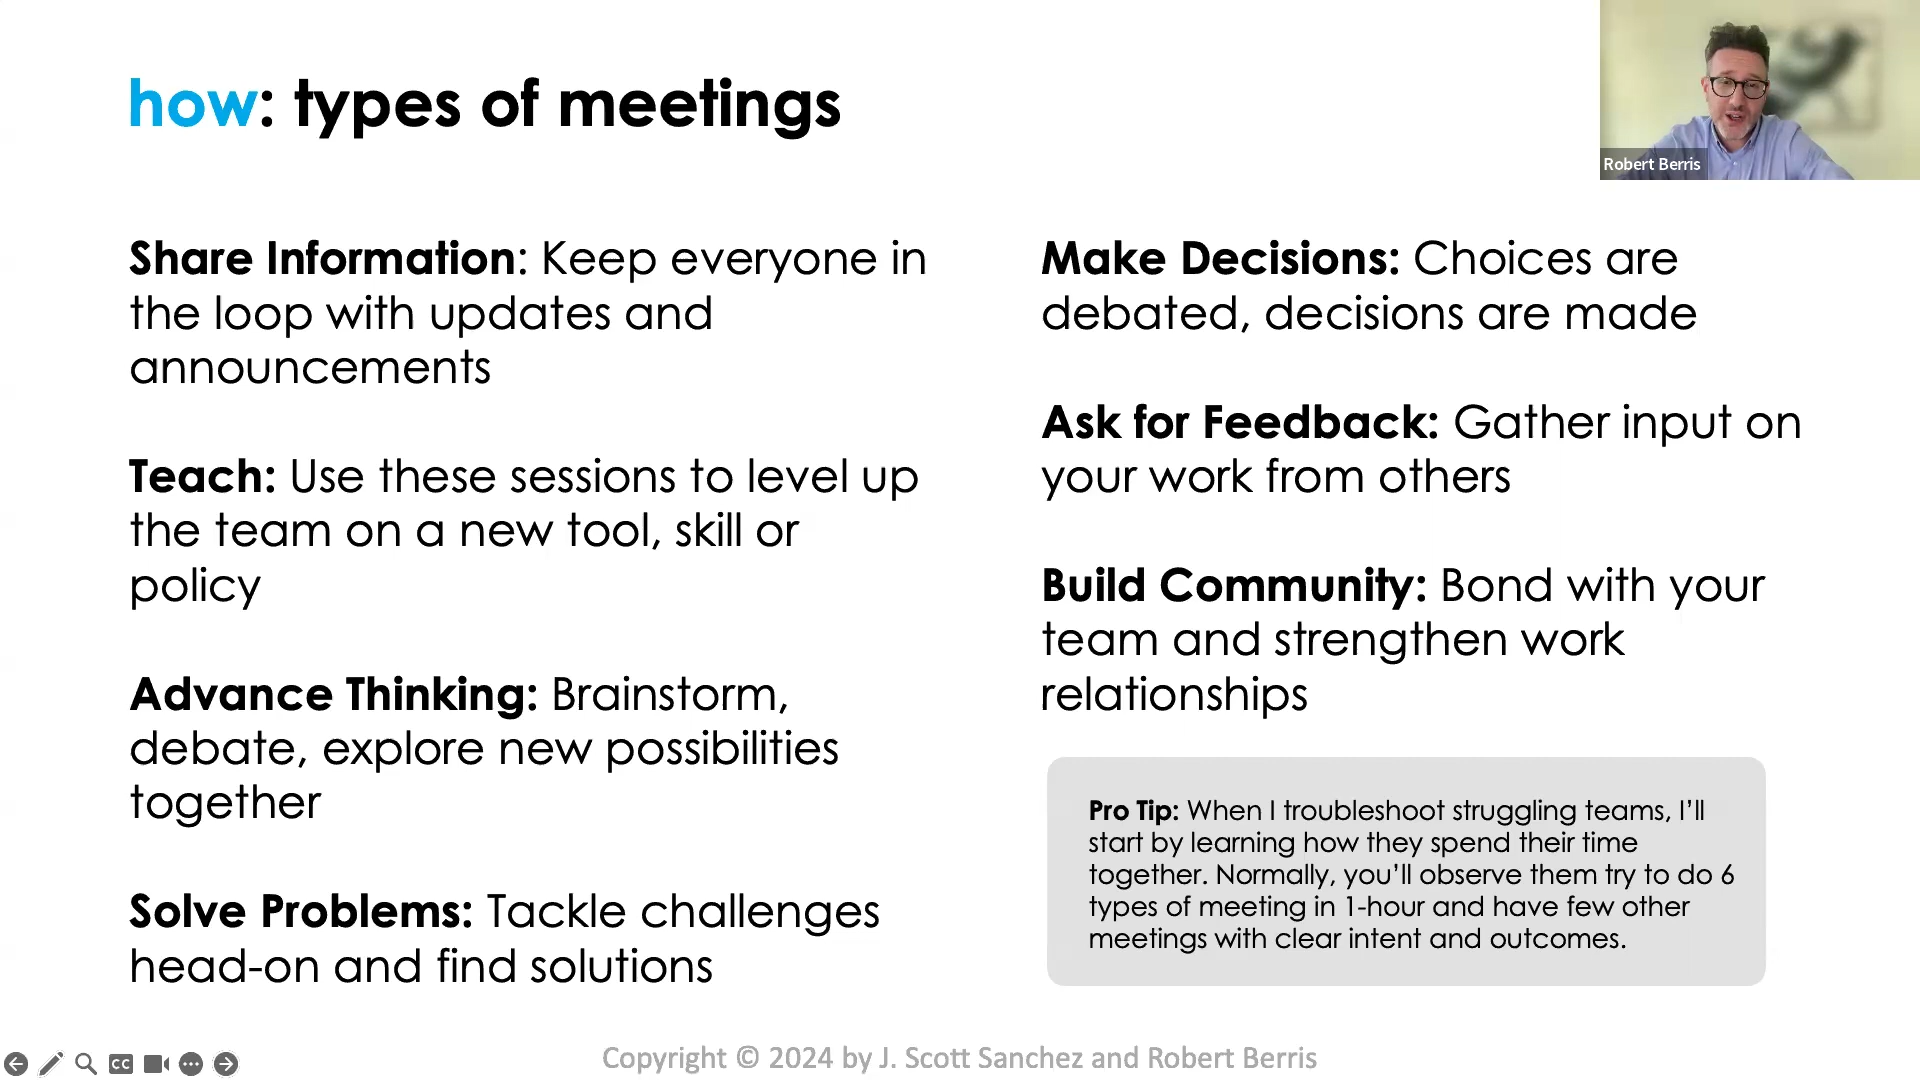 how: types of meetings
Robert Berris
Share Information: Keep everyone in
the loop with updates and
announcements
Teach: Use these sessions to level up
the team on a new tool, skill or
policy
Advance Thinking: Brainstorm,
debate, explore new possibilities
together
Solve Problems: Tackle challenges
head-on and find solutions
Make Decisions: Choices are
debated, decisions are made
Ask for Feedback: Gather input on
your work from others
Build Community: Bond with your
team and strengthen work
relationships
Pro Tip: When I troubleshoot struggling teams, I’ll
start by learning how they spend their time
together. Normally, you’ll observe them try to do 6
types of meeting in 1-hour and have few other
meetings with clear intent and outcomes.
CC
Copyright © 2024 by J. Scott Sanchez and Robert Berris